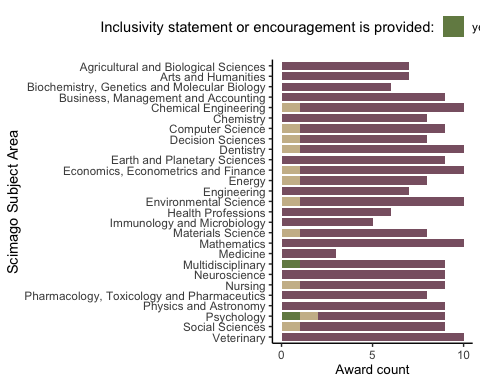 Inclusivity statement or encouragement is provided:
Agricultural and Biological Sciences
Arts and Humanities
Biochemistry, Genetics and Molecular Biology
Business, Management and Accounting
Chemical Engineering
Chemistry
Computer Science
Decision Sciences
Dentistry
Earth and Planetary Sciences
Economics, Econometrics and Finance
Energy
Engineering
Environmental Science
Health Professions
Immunology and Microbiology
Materials Science
Mathematics
Medicine
Multidisciplinary
Neuroscience
Nursing
Pharmacology, Toxicology and Pharmaceutics
Physics and Astronomy
Psychology
Social Sciences
Veterinary
Scimago Subject Area
0 5 10
Award count